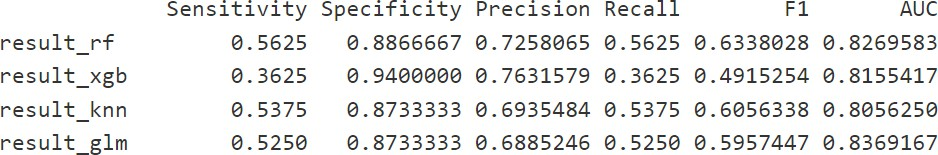 Sensitivity Specificity Precision Recall F1 AUC
result_rf 0.5625 0.8866667 0.7258065 0.5625 0.6338028 0.8269583
result_xgb 0.3625 0.9400000 0.7631579 0.3625 0.4915254 0.8155417
result_knn 0.5375 0.8733333 0.6935484 0.5375 0.6056338 0.8056250
result_glm 0.5250 0.8733333 0.6885246 0.5250 0.5957447 0.8369167